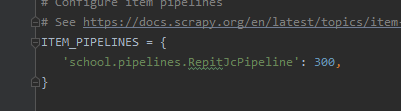 # Configure item pipelines
# See https://docs.scrapy.org/en/latest/topics/item-
ITEM_PIPELINES = {
'school.pipelines.RepitJcPipeline': 300,
}